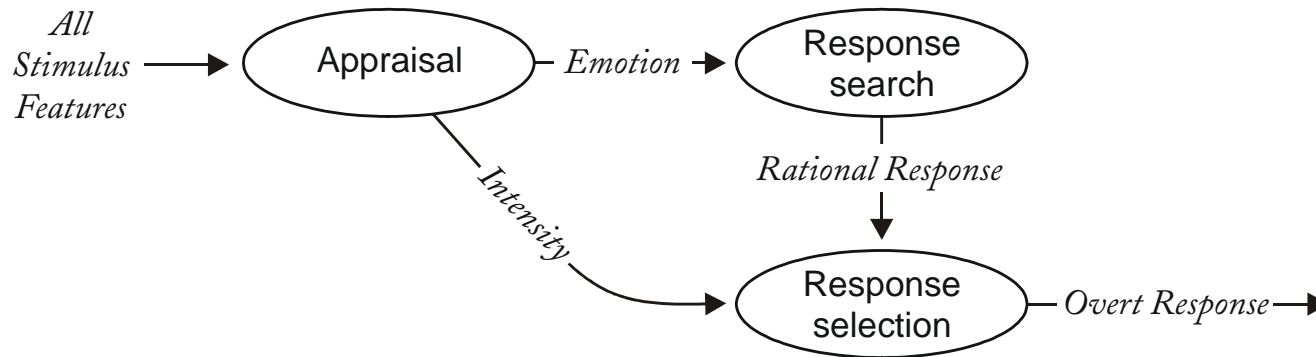 All
Stimulus
Features
Appraisal
Emotion
Response
search
Rational Response
Intensity
Response
selection
Overt Response